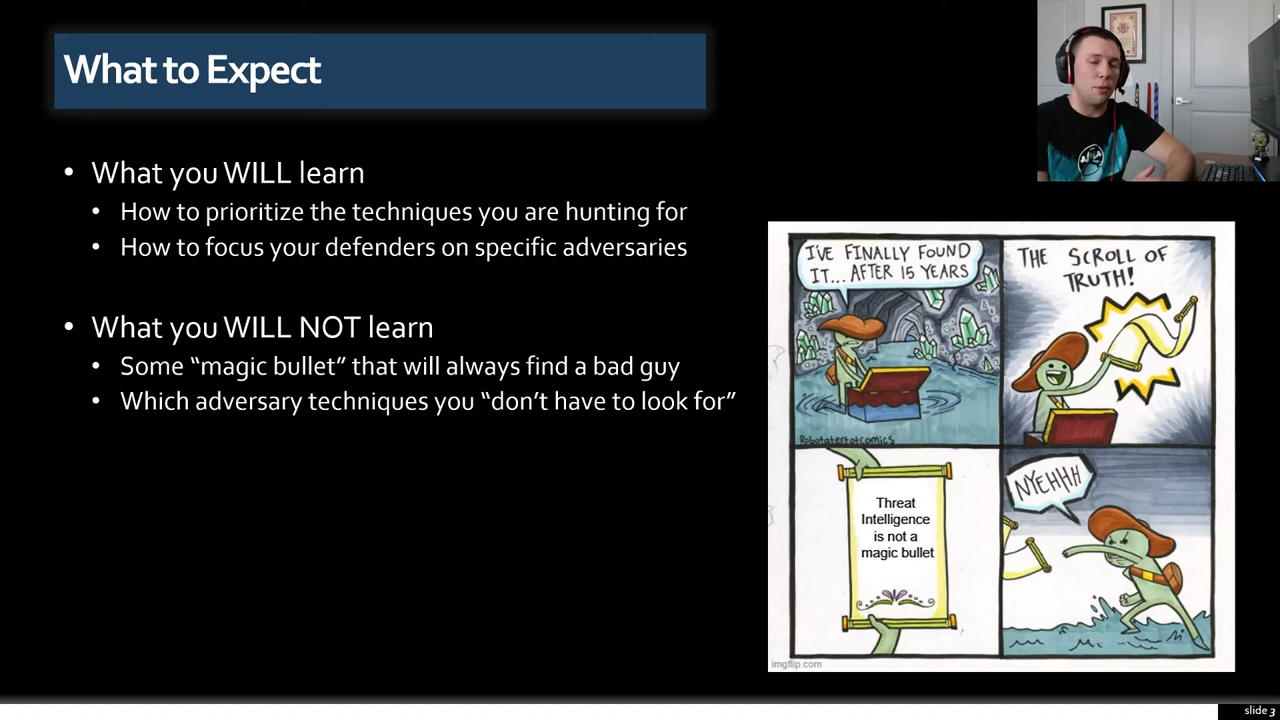 What to Expect
• What you WILL learn
• How to prioritize the techniques you are hunting for
• How to focus your defenders on specific adversaries
• What you WILL NOT learn
• Some “magic bullet” that will always find a bad guy
• Which adversary techniques you “don’t have to look for”
I'VE FINALLY FOUND
IT... AFTER 15 YEARS
Robotatertotcomics
THE SCROLL OF
TRUTH!
Threat
Intelligence
is not a
magic bullet
NYEHHH
imgflip.com
slide 3